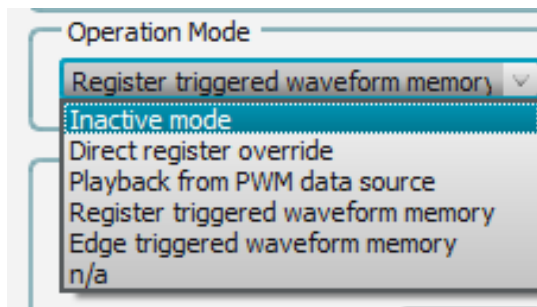 Operation Mode
Register triggered waveform memory
Inactive mode
Direct register override
Playback from PWM data source
Register triggered waveform memory
Edge triggered waveform memory
n/a